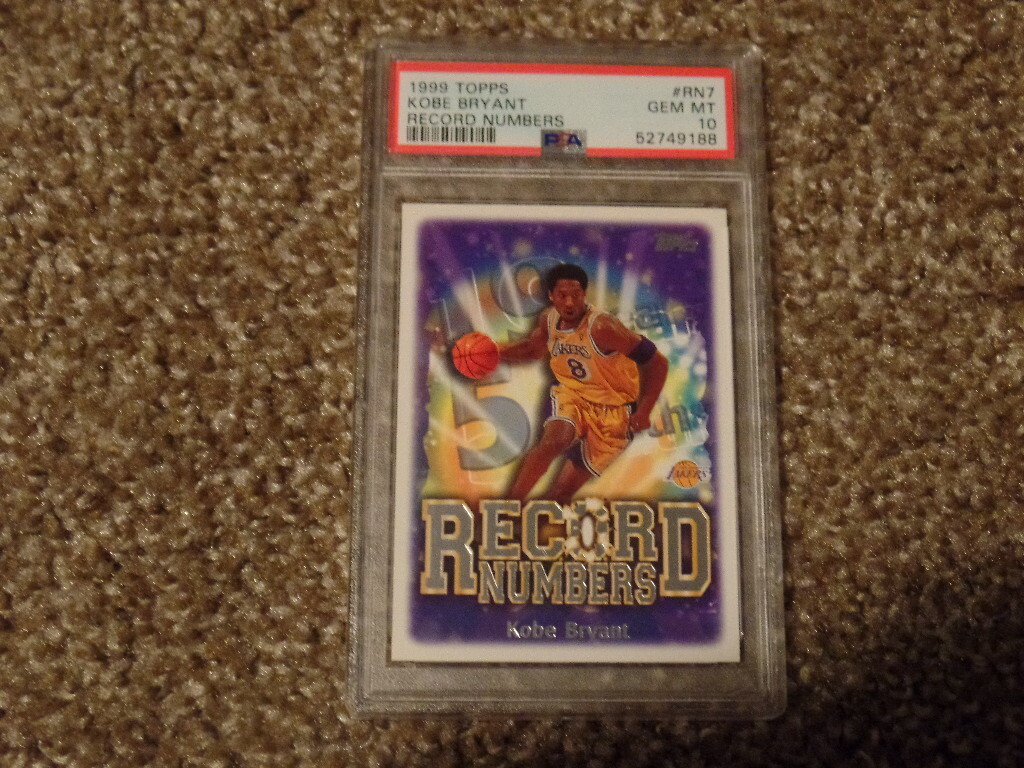 1999 TOPPS #RN7
KOBE BRYANT GEM MT
RECORD NUMBERS 10
PSA 52749188
TOPPS
LAKERS
8
5
LAKERS
RECORD
NUMBERS
Kobe Bryant